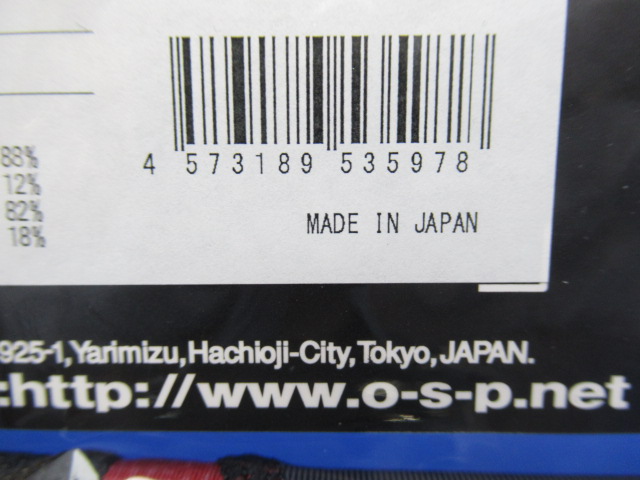 4 573189 535978
88%
12%
82%
18%
MADE IN JAPAN
925-1,Yarimizu,Hachioji-City,Tokyo,JAPAN.
:http://www.o-s-p.net